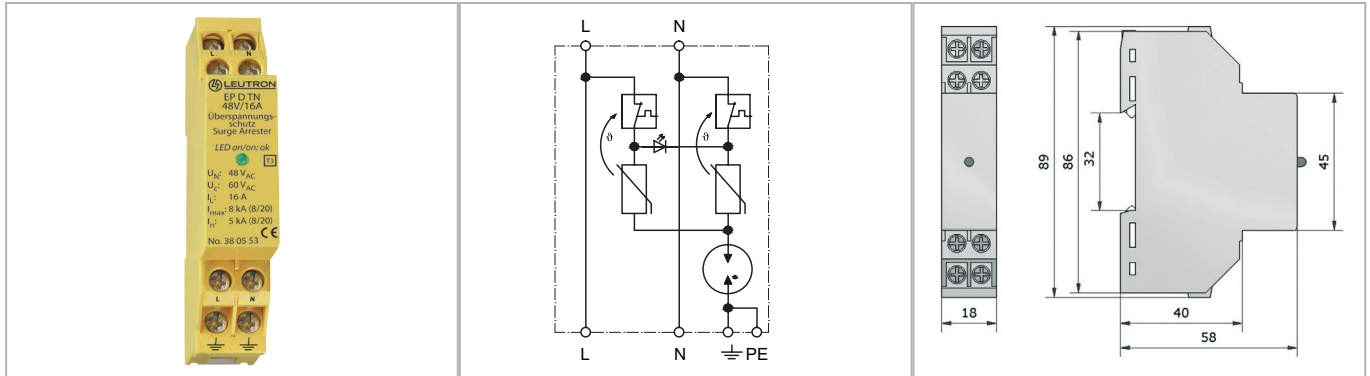 L N
LEUTRON
EP D TN
48V/16A
Überspannungs-
schutz
Surge Arrester
LED an/on: ok
T3
UN: 48 VAC
Uc: 60 VAC
IL: 16 A
Imax: 8 kA (8/20)
In: 5 kA (8/20)
CE
No. 38 05 53
L N
L N
ϑ ϑ
L N PE
89
86
32
45
18
40
58